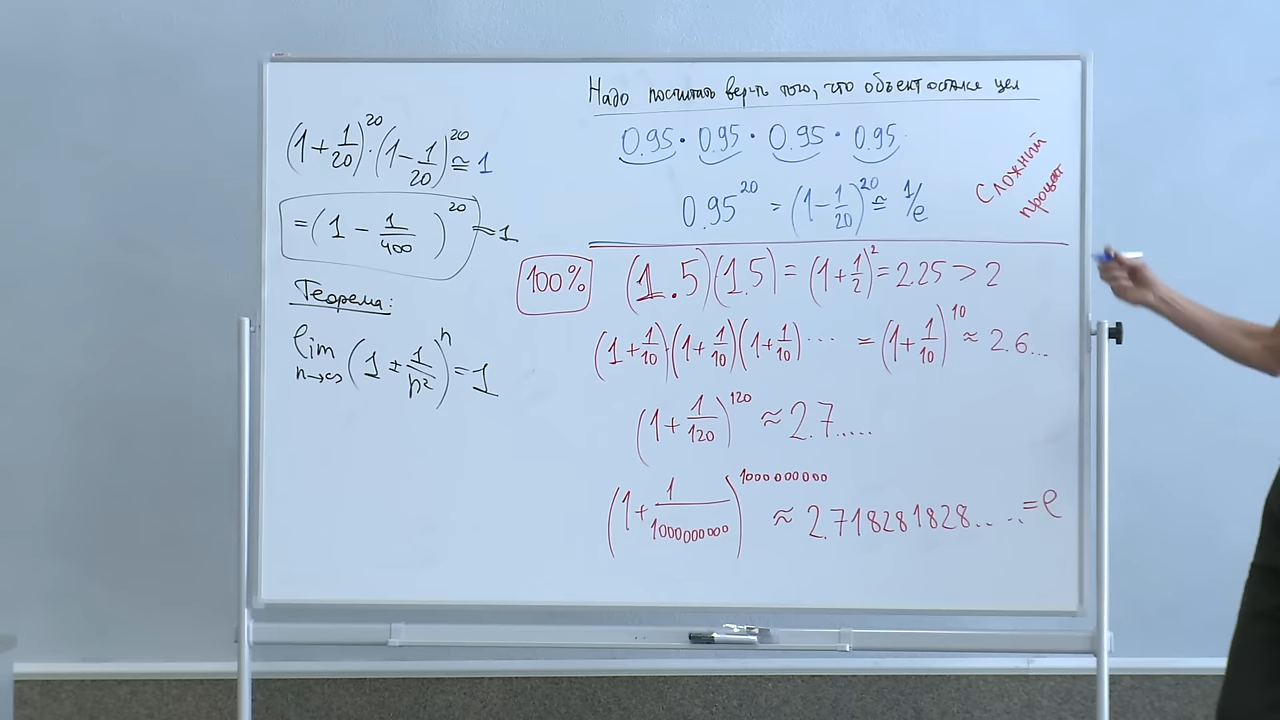 (1+1/20)^20·(1-1/20)^20≅1
=(1-1/400)^20≈1
Теорема:
lim n→∞ (1±1/n²)^n=1
Надо посчитать вер-ть того, что объект остался цел
0.95·0.95·0.95·0.95
0.95^20=(1-1/20)^20≅1/e
Сложный
процент
100% (1.5)(1.5)=(1+1/2)^2=2.25>2
(1+1/10)·(1+1/10)(1+1/10)...=(1+1/10)^10≈2.6...
(1+1/120)^120≈2.7.....
(1+1/1000000000)^1000000000≈2.718281828.....=e